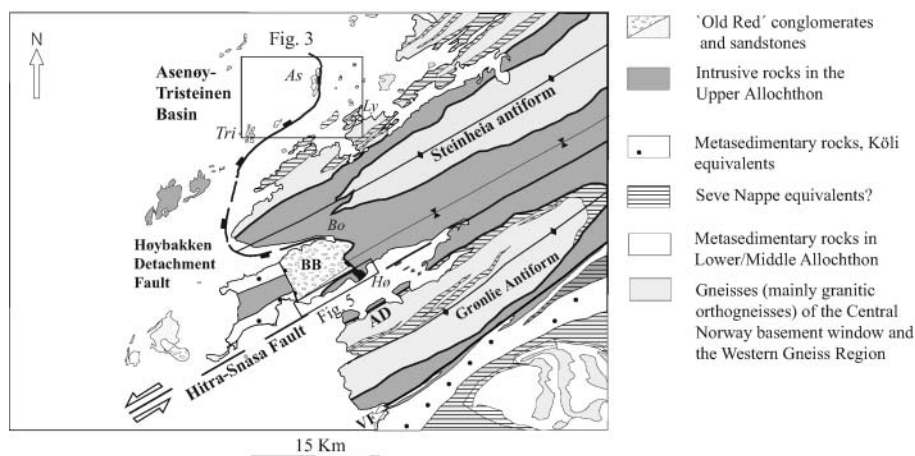 N
Fig. 3
Asenøy-
Tristeinen
Basin
As
Ly
Tri
Steinheia antiform
Bo
Høybakken
Detachment
Fault
BB
Hø
Fig. 5
AD
Grønlie Antiform
Hitra-Snåsa Fault
VF
15 Km
`Old Red´ conglomerates
and sandstones
Intrusive rocks in the
Upper Allochthon
Metasedimentary rocks, Köli
equivalents
Seve Nappe equivalents?
Metasedimentary rocks in
Lower/Middle Allochthon
Gneisses (mainly granitic
orthogneisses) of the Central
Norway basement window and
the Western Gneiss Region